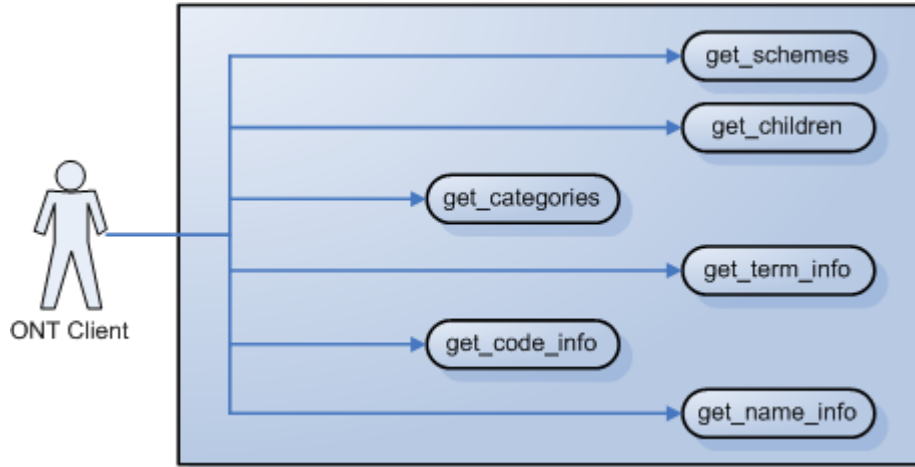 get_schemes
get_children
get_categories
get_term_info
ONT Client
get_code_info
get_name_info